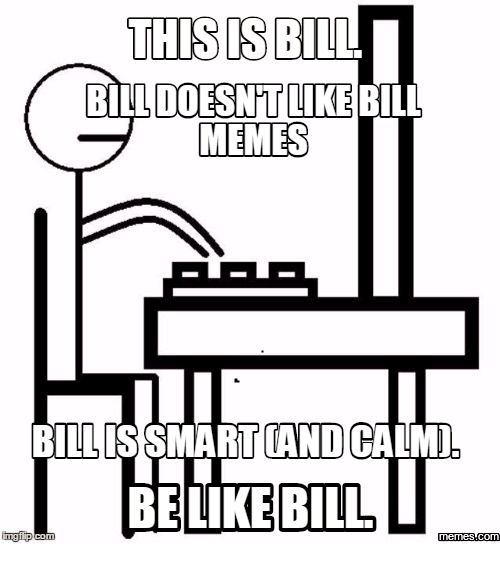 THIS IS BILL.
BILL DOESN'T LIKE BILL
MEMES
BILL IS SMART (AND CALM).
BE LIKE BILL.
imgflip.com
memes.com